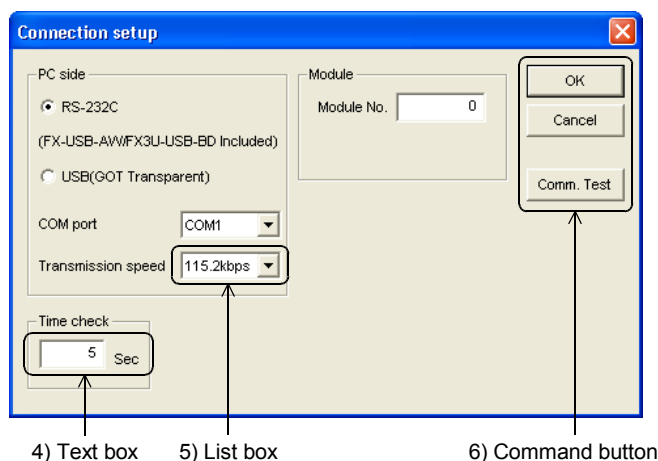 Connection setup
PC side
RS-232C
(FX-USB-AW/FX3U-USB-BD Included)
USB(GOT Transparent)
COM port
COM1
Transmission speed
115.2kbps
Module
Module No.
0
OK
Cancel
Comm. Test
Time check
5 Sec
4) Text box
5) List box
6) Command button